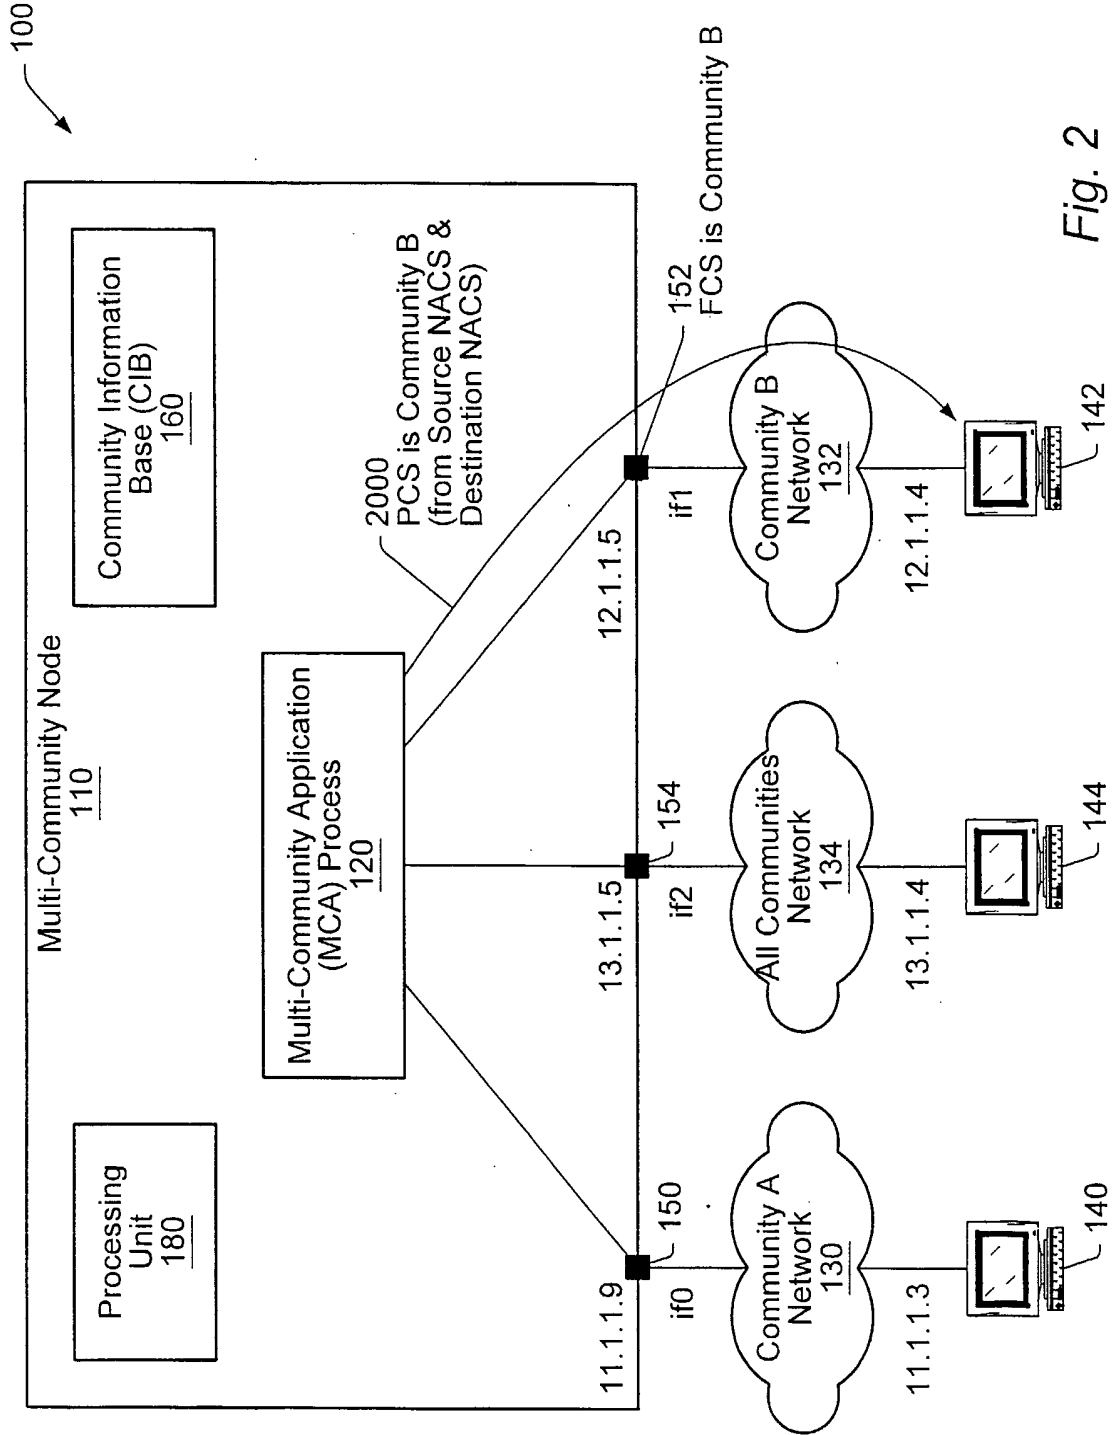 100
Multi-Community Node
110
Processing
Unit
180
Community Information
Base (CIB)
160
Multi-Community Application
(MCA) Process
120
2000
PCS is Community B
(from Source NACS &
Destination NACS)
11.1.1.9
13.1.1.5
12.1.1.5
150
154
152
FCS is Community B
if0
if2
if1
Community A
Network
130
All Communities
Network
134
Community B
Network
132
11.1.1.3
13.1.1.4
12.1.1.4
140
144
142
Fig. 2